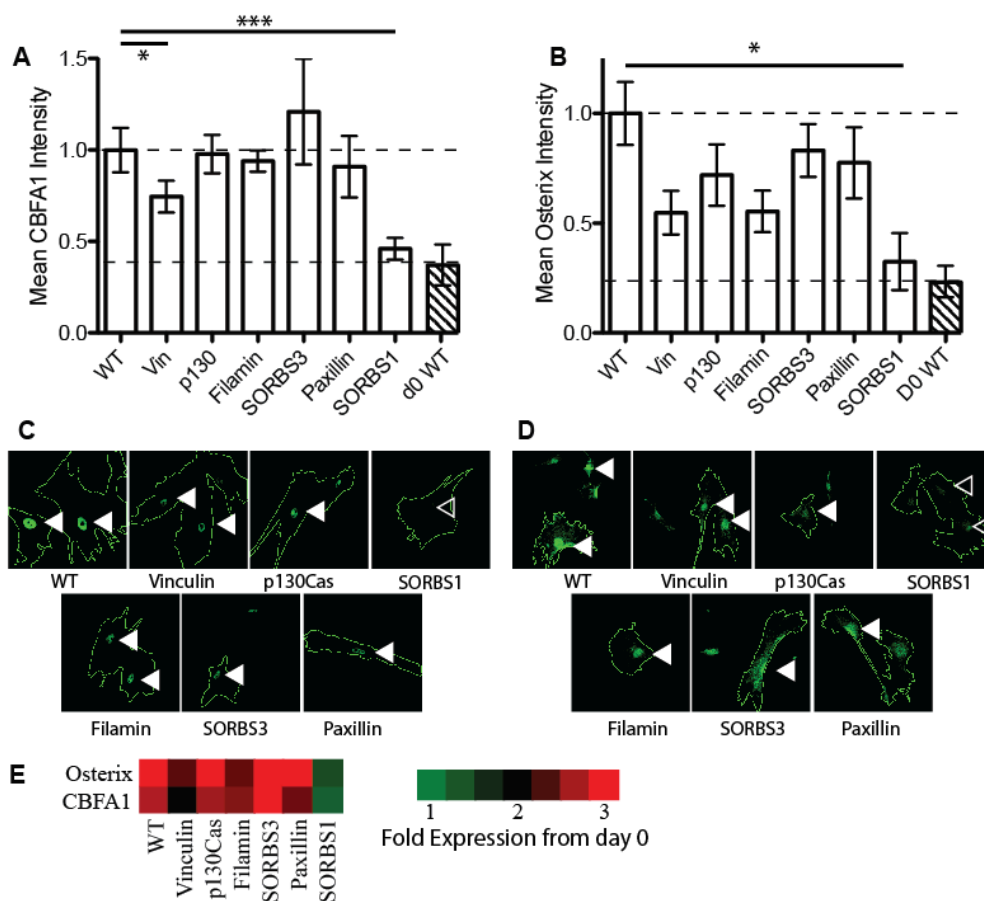 A
***
*
Mean CBFA1 Intensity
1.5
1.0
0.5
0.0
WT
Vin
p130
Filamin
SORBS3
Paxillin
SORBS1
d0 WT
B
*
Mean Osterix Intensity
1.0
0.5
0.0
WT
Vin
p130
Filamin
SORBS3
Paxillin
SORBS1
D0 WT
C
WT Vinculin p130Cas SORBS1
Filamin SORBS3 Paxillin
D
WT Vinculin p130Cas SORBS1
Filamin SORBS3 Paxillin
E
Osterix
CBFA1
WT
Vinculin
p130Cas
Filamin
SORBS3
Paxillin
SORBS1
1 2 3
Fold Expression from day 0